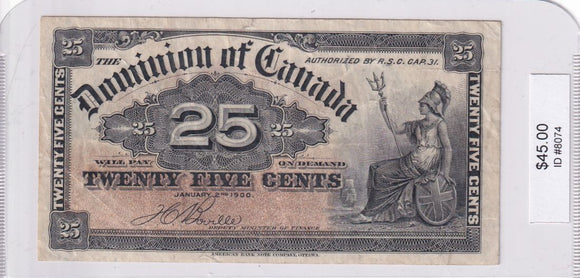 25
25
THE
AUTHORIZED BY R.S.C. CAP. 31.
Dominion of Canada
TWENTY FIVE CENTS
TWENTY FIVE CENTS
25
25
25
WILL PAY
ON DEMAND
TWENTY FIVE CENTS
JANUARY 2ND 1900.
DEPUTY MINISTER OF FINANCE
25
25
AMERICAN BANK NOTE COMPANY, OTTAWA.
$45.00
ID #8074